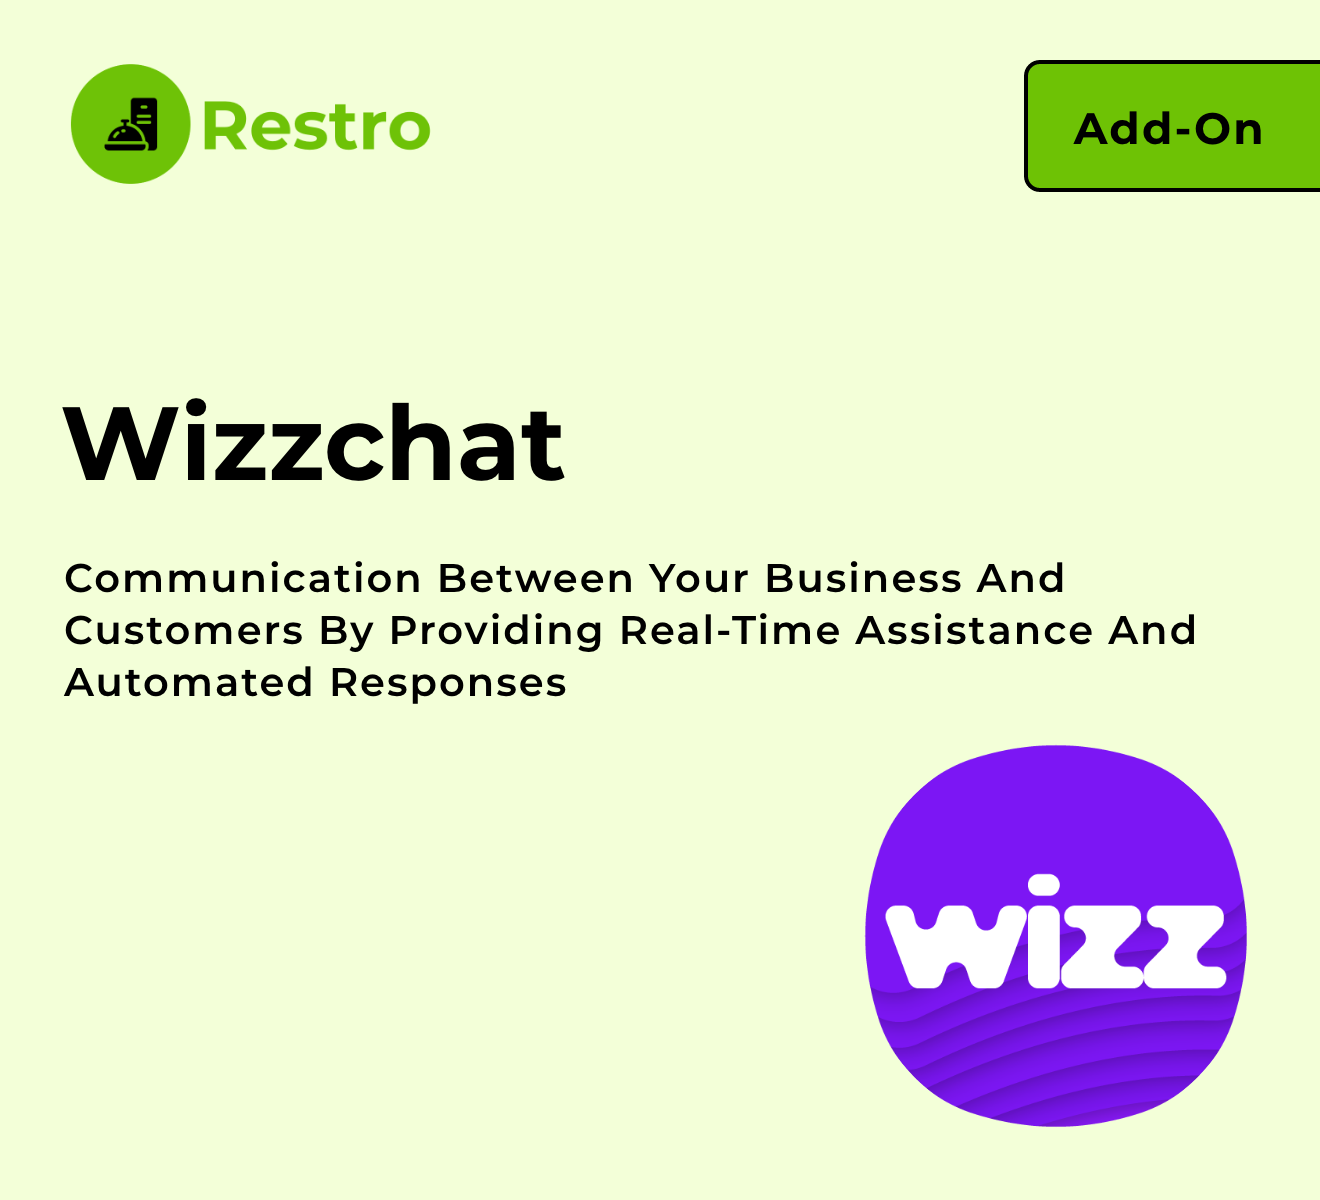 Restro
Add-On
Wizzchat
Communication Between Your Business And
Customers By Providing Real-Time Assistance And
Automated Responses
wizz